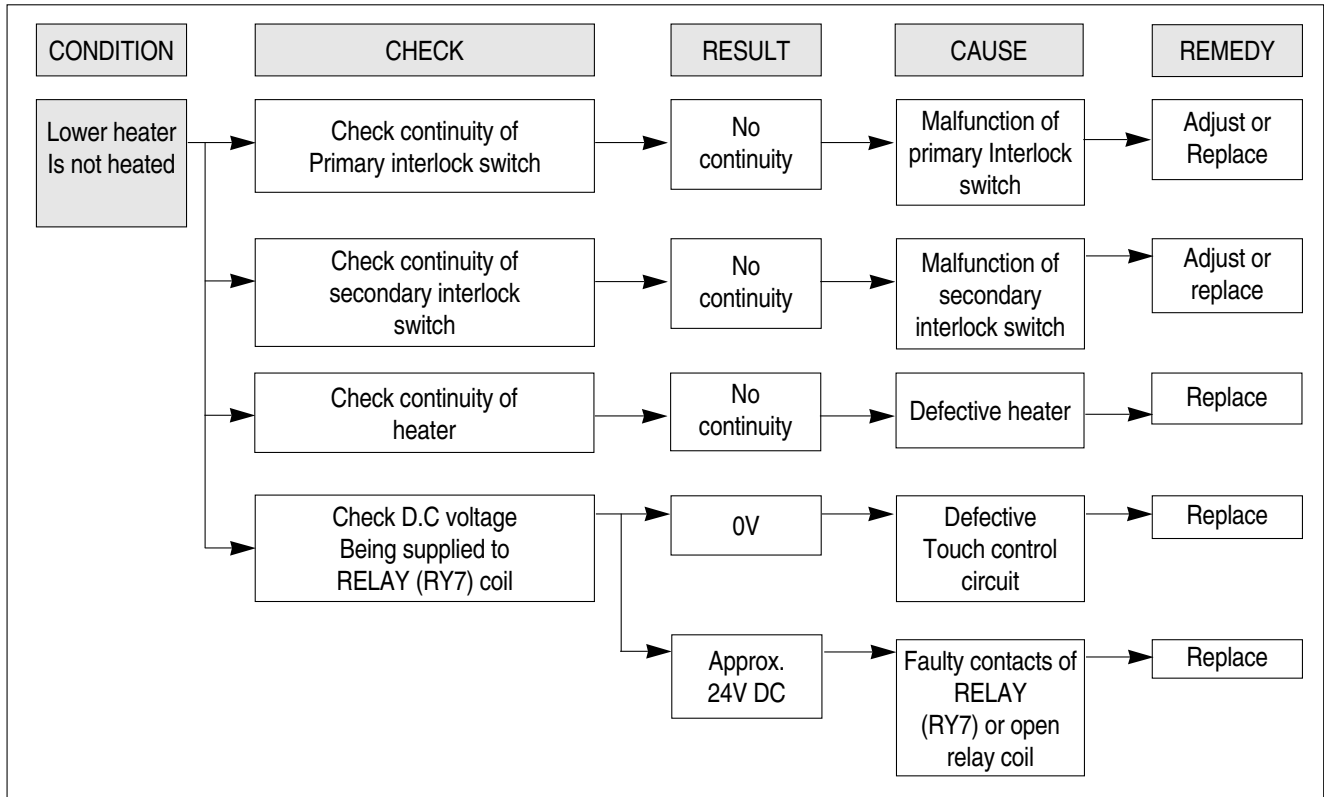 CONDITION
CHECK
RESULT
CAUSE
REMEDY
Lower heater
Is not heated
Check continuity of
Primary interlock switch
No
continuity
Malfunction of
primary Interlock
switch
Adjust or
Replace
Check continuity of
secondary interlock
switch
No
continuity
Malfunction of
secondary
interlock switch
Adjust or
replace
Check continuity of
heater
No
continuity
Defective heater
Replace
Check D.C voltage
Being supplied to
RELAY (RY7) coil
0V
Defective
Touch control
circuit
Replace
Approx.
24V DC
Faulty contacts of
RELAY
(RY7) or open
relay coil
Replace